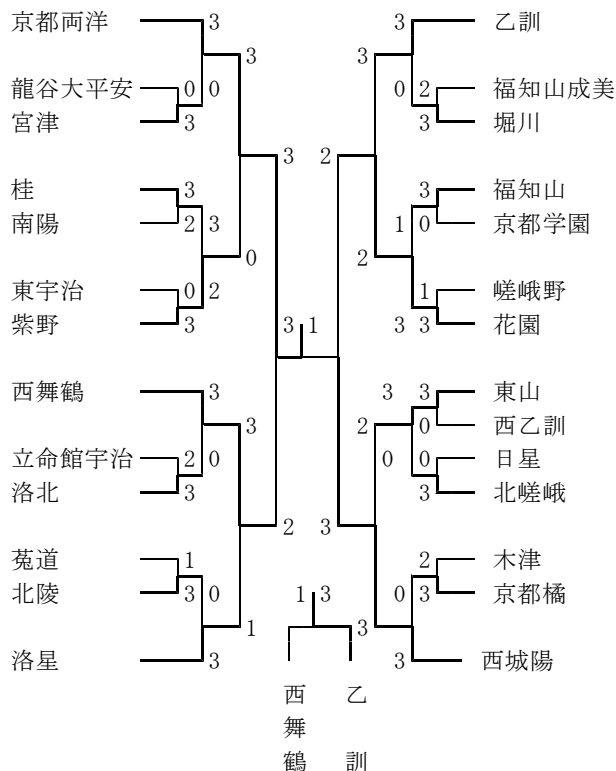 京都両洋 3 3 乙訓
3 3
龍谷大平安 0 0 0 2 福知山成美
宮津 3 3 堀川
3 2
桂 3 3 福知山
南陽 2 3 1 0 京都学園
0 2
東宇治 0 2 1 嵯峨野
紫野 3 3 1 3 3 花園
西舞鶴 3 3 3 東山
3 2 0 西乙訓
立命館宇治 2 0 0 0 日星
洛北 3 3 北嵯峨
2 3
菟道 1 2 木津
北陵 3 0 1 3 0 3 京都橘
1 3
洛星 3 3 西城陽
西舞鶴 乙訓